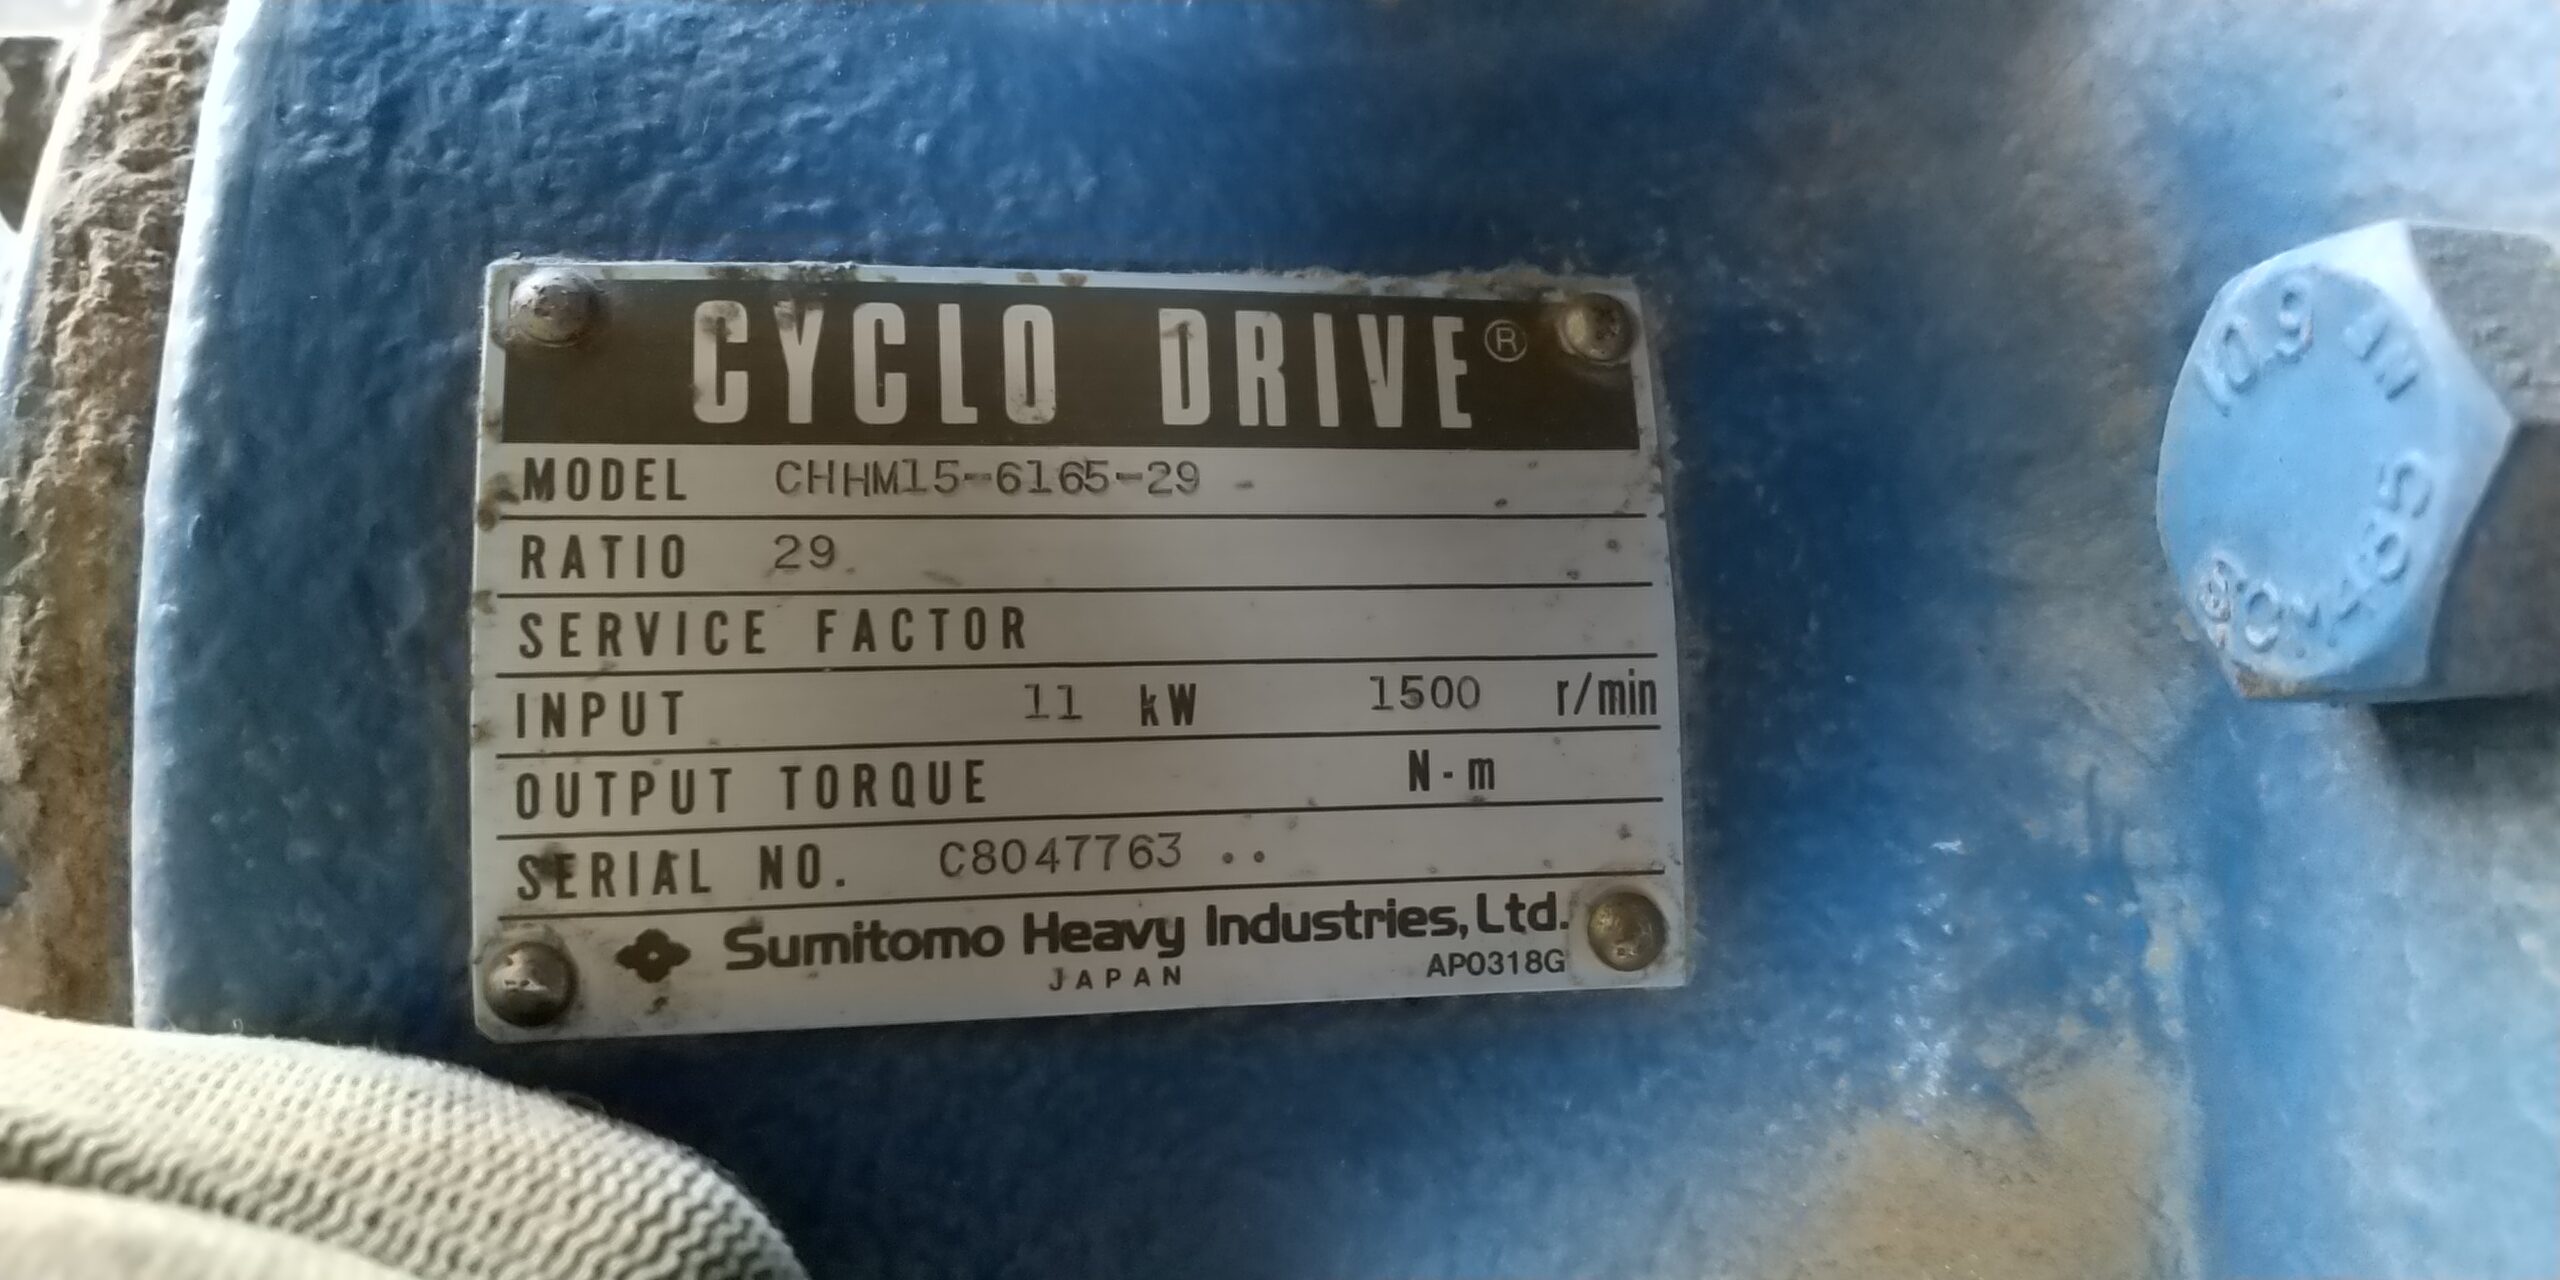 CYCLO DRIVE®
MODEL CHHM15-6165-29 -
RATIO 29
SERVICE FACTOR
INPUT 11 kW 1500 r/min
OUTPUT TORQUE N·m
SERIAL NO. C8047763 ..
Sumitomo Heavy Industries, Ltd.
JAPAN AP0318G
10.9